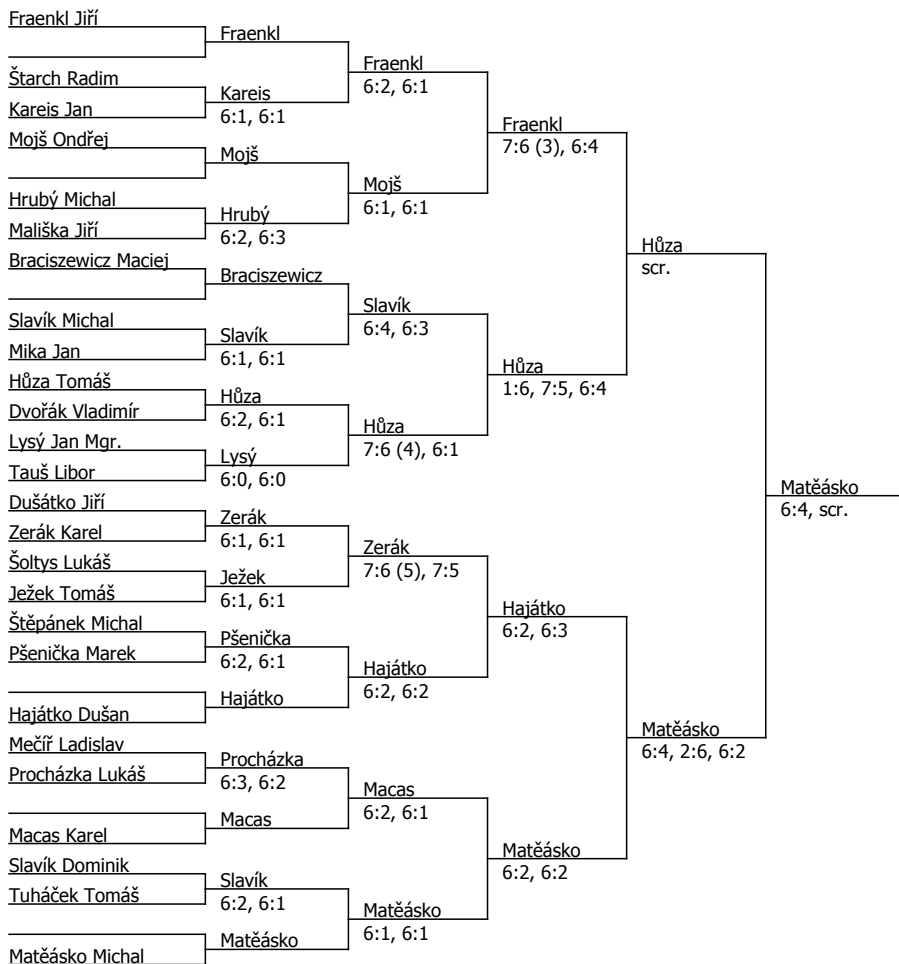 Fraenkl Jiří
Štarch Radim
Kareis Jan
Mojš Ondřej
Hrubý Michal
Mališka Jiří
Braciszewicz Maciej
Slavík Michal
Mika Jan
Hůza Tomáš
Dvořák Vladimír
Lysý Jan Mgr.
Tauš Libor
Dušátko Jiří
Zerák Karel
Šoltys Lukáš
Ježek Tomáš
Štěpánek Michal
Pšenička Marek
Hajátko Dušan
Mečíř Ladislav
Procházka Lukáš
Macas Karel
Slavík Dominik
Tuháček Tomáš
Matěásko Michal
Fraenkl
Kareis
6:1, 6:1
Mojš
Hrubý
6:2, 6:3
Braciszewicz
Slavík
6:1, 6:1
Hůza
6:2, 6:1
Lysý
6:0, 6:0
Zerák
6:1, 6:1
Ježek
6:1, 6:1
Pšenička
6:2, 6:1
Hajátko
Procházka
6:3, 6:2
Macas
Slavík
6:2, 6:1
Matěásko
Fraenkl
6:2, 6:1
Mojš
6:1, 6:1
Slavík
6:4, 6:3
Hůza
7:6 (4), 6:1
Zerák
7:6 (5), 7:5
Hajátko
6:2, 6:2
Macas
6:2, 6:1
Matěásko
6:1, 6:1
Fraenkl
7:6 (3), 6:4
Hůza
1:6, 7:5, 6:4
Hajátko
6:2, 6:3
Matěásko
6:2, 6:2
Hůza
scr.
Matěásko
6:4, 2:6, 6:2
Matěásko
6:4, scr.